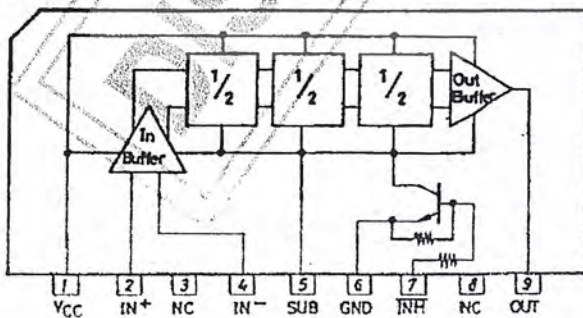 1/2 1/2 1/2 Out Buffer
In Buffer
1 2 3 4 5 6 7 8 9
VCC IN+ NC IN- SUB GND INH NC OUT